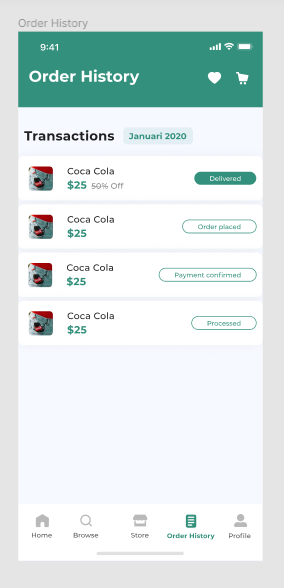 Order History
9:41
Order History
Transactions Januari 2020
Coca Cola
$25 50% Off
Delivered
Coca Cola
$25
Order placed
Coca Cola
$25
Payment confirmed
Coca Cola
$25
Processed
Home Browse Store Order History Profile